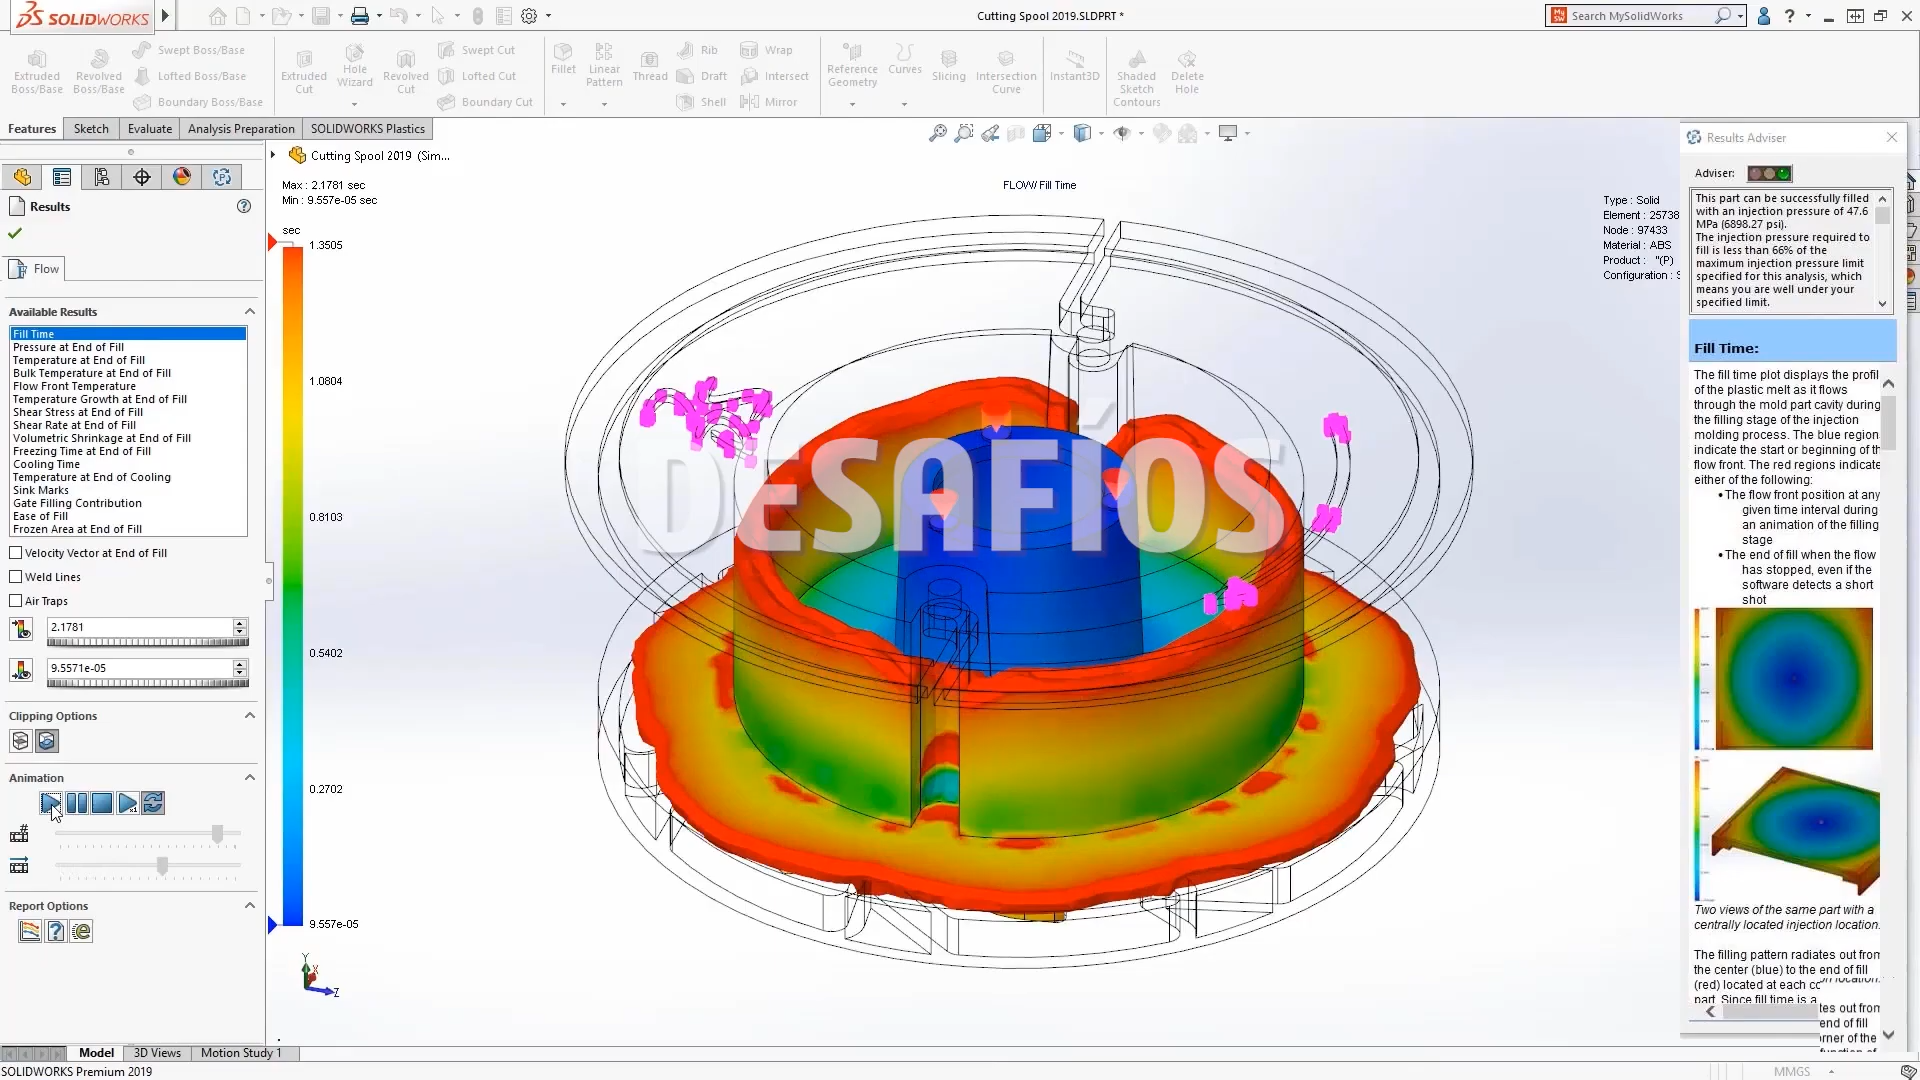 SOLIDWORKS
Cutting Spool 2019.SLDPRT *
Search MySolidWorks
Extruded Boss/Base
Revolved Boss/Base
Swept Boss/Base
Lofted Boss/Base
Boundary Boss/Base
Extruded Cut
Hole Wizard
Revolved Cut
Swept Cut
Lofted Cut
Boundary Cut
Fillet
Linear Pattern
Thread
Rib
Draft
Shell
Wrap
Intersect
Mirror
Reference Geometry
Curves
Slicing
Intersection Curve
Instant3D
Shaded Sketch Contours
Delete Hole
Features
Sketch
Evaluate
Analysis Preparation
SOLIDWORKS Plastics
Results
Flow
Available Results
Fill Time
Pressure at End of Fill
Temperature at End of Fill
Bulk Temperature at End of Fill
Flow Front Temperature
Temperature Growth at End of Fill
Shear Stress at End of Fill
Shear Rate at End of Fill
Volumetric Shrinkage at End of Fill
Freezing Time at End of Fill
Cooling Time
Temperature at End of Cooling
Sink Marks
Gate Filling Contribution
Ease of Fill
Frozen Area at End of Fill
Velocity Vector at End of Fill
Weld Lines
Air Traps
2.1781
9.5571e-05
Clipping Options
Animation
Report Options
Cutting Spool 2019 (Sim...
Max : 2.1781 sec
Min : 9.557e-05 sec
sec
1.3505
1.0804
0.8103
0.5402
0.2702
9.557e-05
FLOW/ Fill Time
Type : Solid
Element : 25738
Node : 97433
Material : ABS
Product : "(P)
Configuration : S
DESAFÍOS
Y
X
Z
Results Adviser
Adviser:
This part can be successfully filled
with an injection pressure of 47.6
MPa (6898.27 psi).
The injection pressure required to
fill is less than 66% of the
maximum injection pressure limit
specified for this analysis, which
means you are well under your
specified limit.
Fill Time:
The fill time plot displays the profil
of the plastic melt as it flows
through the mold part cavity during
the filling stage of the injection
molding process. The blue region
indicate the start or beginning of th
flow front. The red regions indicate
either of the following:
•The flow front position at any
given time interval during
an animation of the filling
stage
•The end of fill when the flow
has stopped, even if the
software detects a short
shot
Two views of the same part with a
centrally located injection location.
The filling pattern radiates out from
the center (blue) to the end of fill
(red) located at each co
part. Since fill time is a
tes out from
end of fill
rner of the
Model
3D Views
Motion Study 1
SOLIDWORKS Premium 2019
MMGS